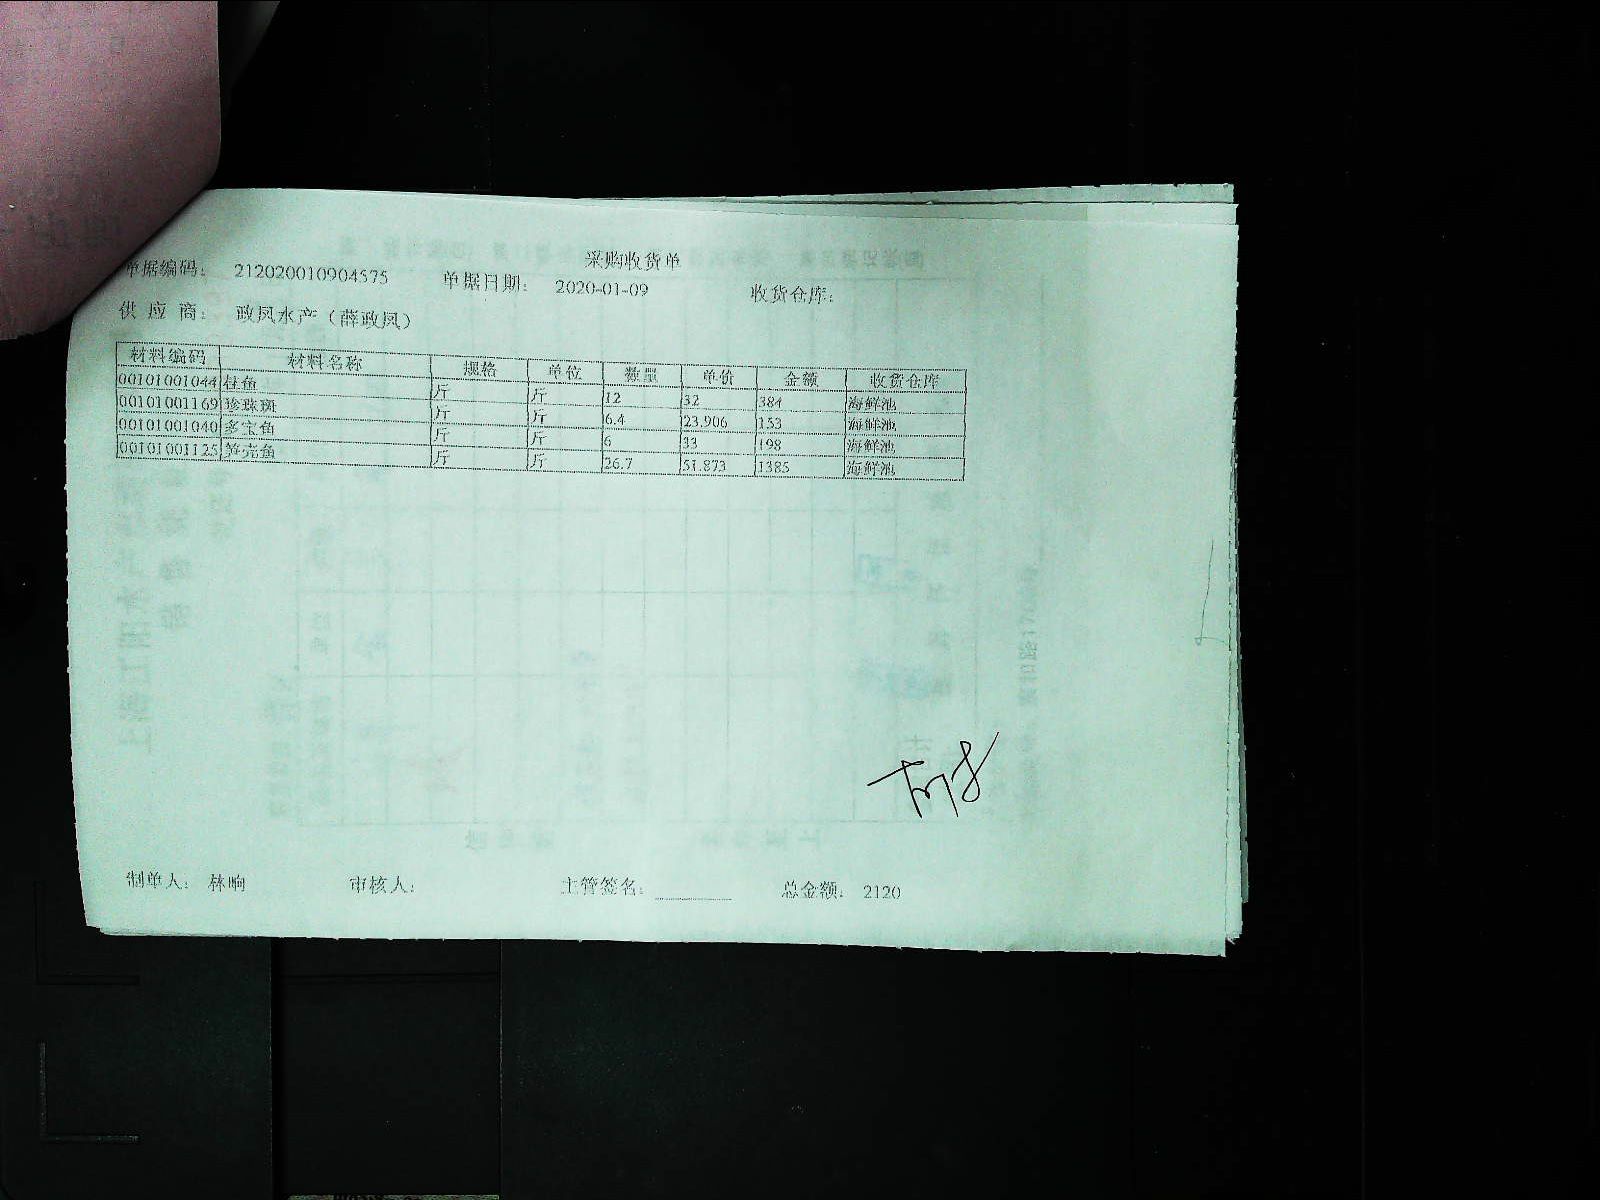 采购收货单
单据编码： 212020010904575 单据日期： 2020-01-09 收货仓库：
供应商： 政凤水产（薛政凤）
材料编码 材料名称 规格 单位 数量 单价 金额 收货仓库
00101001044 桂鱼 斤 斤 12 32 384 海鲜池
00101001169 珍珠斑 斤 斤 6.4 23.906 153 海鲜池
00101001040 多宝鱼 斤 斤 6 33 198 海鲜池
00101001125 笋壳鱼 斤 斤 26.7 51.873 1385 海鲜池
制单人： 林晌 审核人： 主管签名： 总金额： 2120